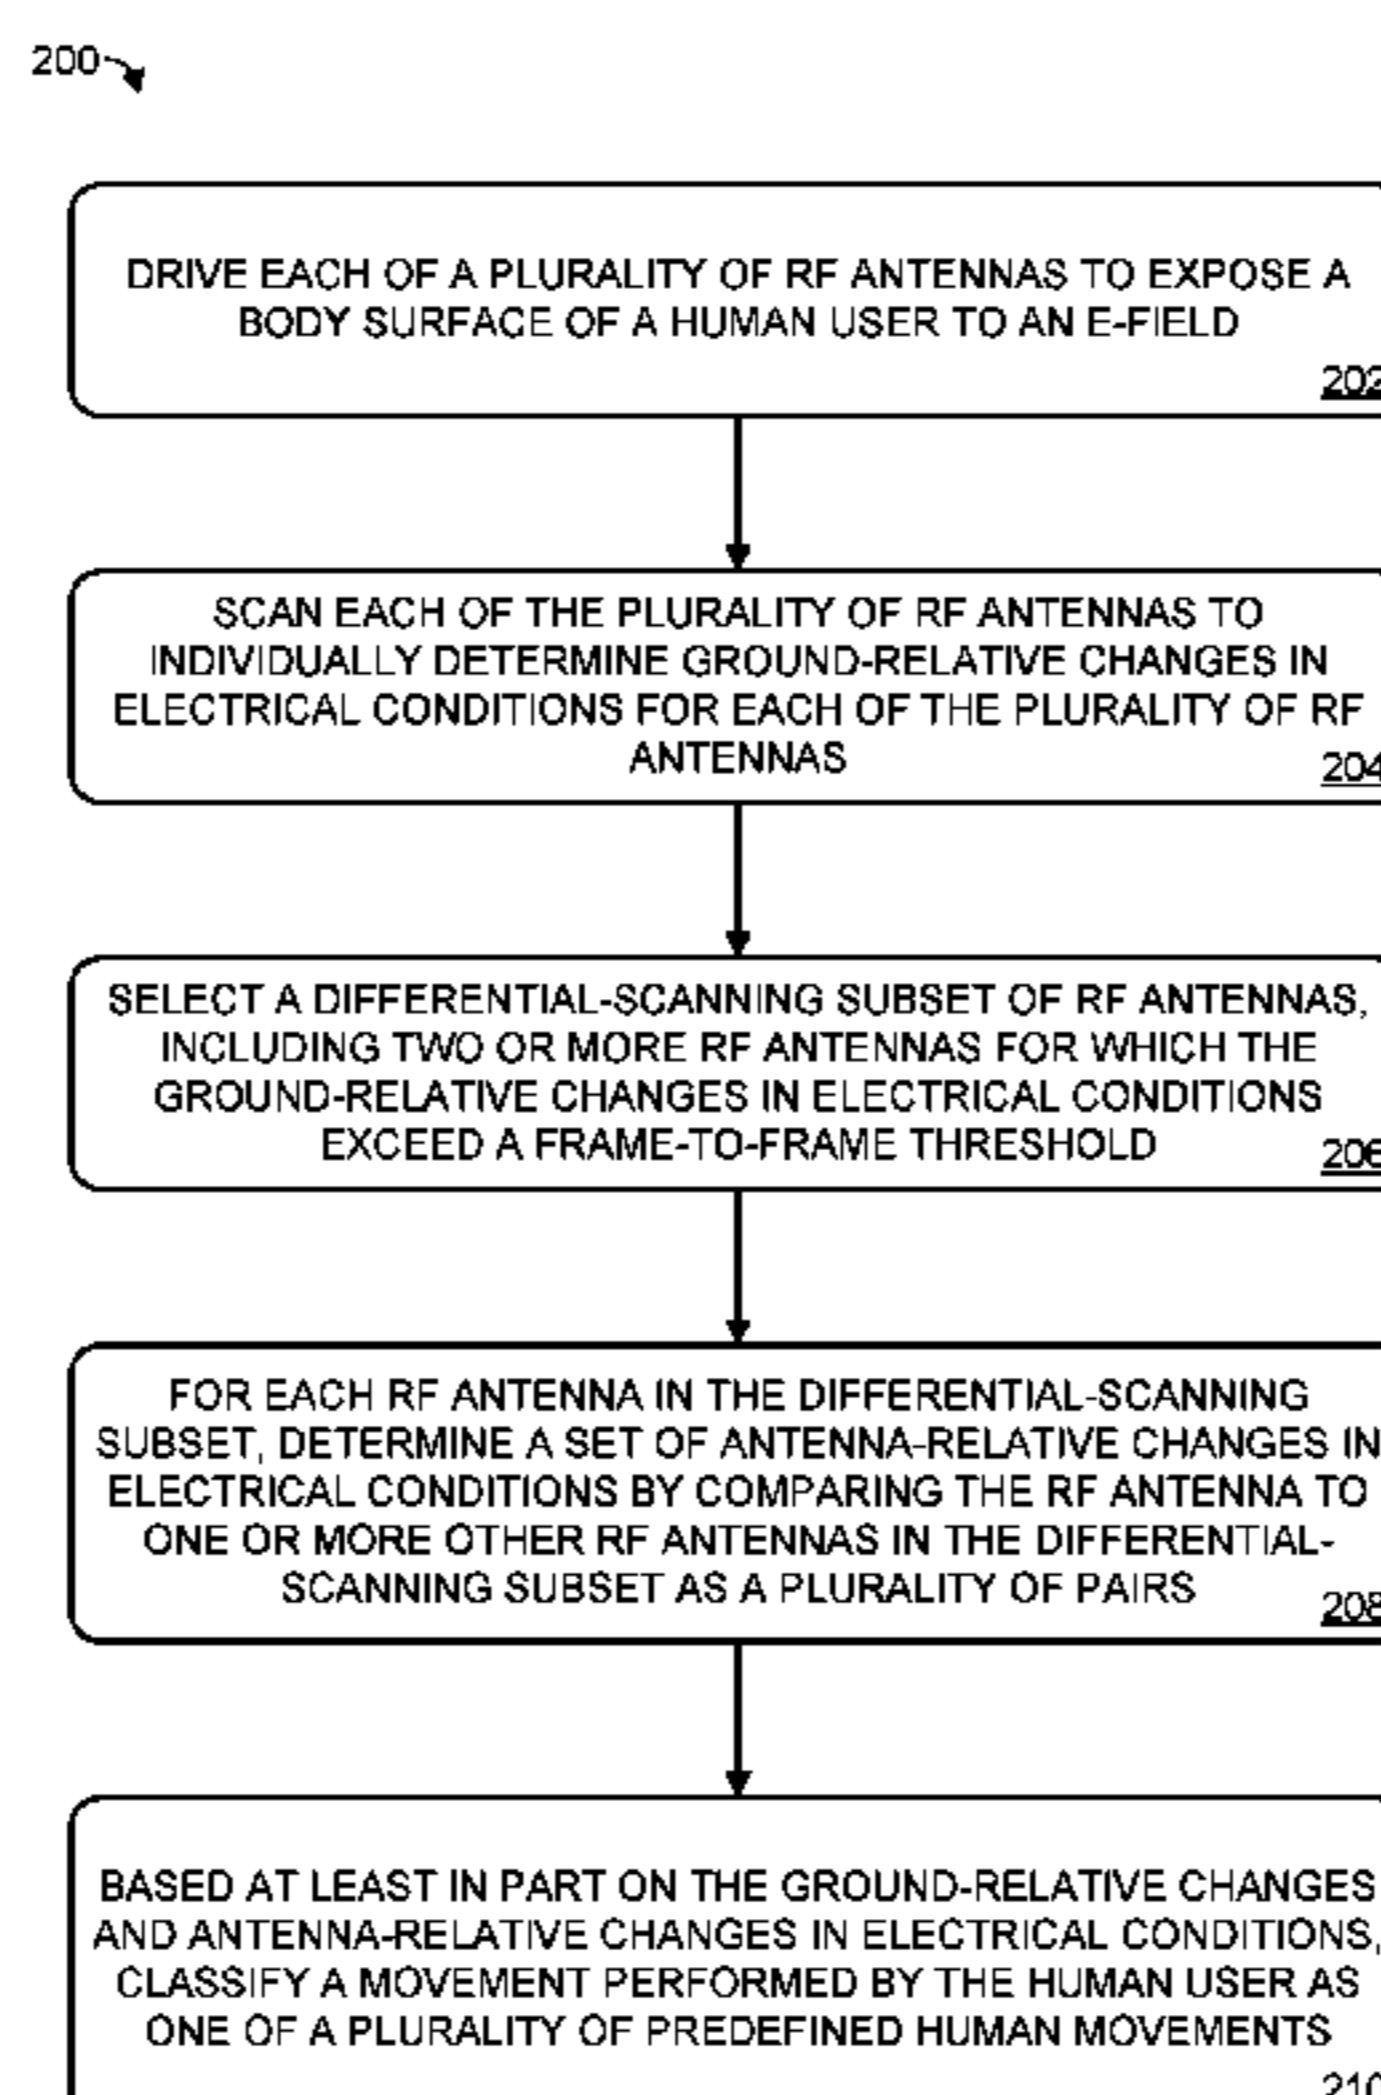 200
DRIVE EACH OF A PLURALITY OF RF ANTENNAS TO EXPOSE A
BODY SURFACE OF A HUMAN USER TO AN E-FIELD
202
SCAN EACH OF THE PLURALITY OF RF ANTENNAS TO
INDIVIDUALLY DETERMINE GROUND-RELATIVE CHANGES IN
ELECTRICAL CONDITIONS FOR EACH OF THE PLURALITY OF RF
ANTENNAS
204
SELECT A DIFFERENTIAL-SCANNING SUBSET OF RF ANTENNAS,
INCLUDING TWO OR MORE RF ANTENNAS FOR WHICH THE
GROUND-RELATIVE CHANGES IN ELECTRICAL CONDITIONS
EXCEED A FRAME-TO-FRAME THRESHOLD
206
FOR EACH RF ANTENNA IN THE DIFFERENTIAL-SCANNING
SUBSET, DETERMINE A SET OF ANTENNA-RELATIVE CHANGES IN
ELECTRICAL CONDITIONS BY COMPARING THE RF ANTENNA TO
ONE OR MORE OTHER RF ANTENNAS IN THE DIFFERENTIAL-
SCANNING SUBSET AS A PLURALITY OF PAIRS
208
BASED AT LEAST IN PART ON THE GROUND-RELATIVE CHANGES
AND ANTENNA-RELATIVE CHANGES IN ELECTRICAL CONDITIONS,
CLASSIFY A MOVEMENT PERFORMED BY THE HUMAN USER AS
ONE OF A PLURALITY OF PREDEFINED HUMAN MOVEMENTS
210